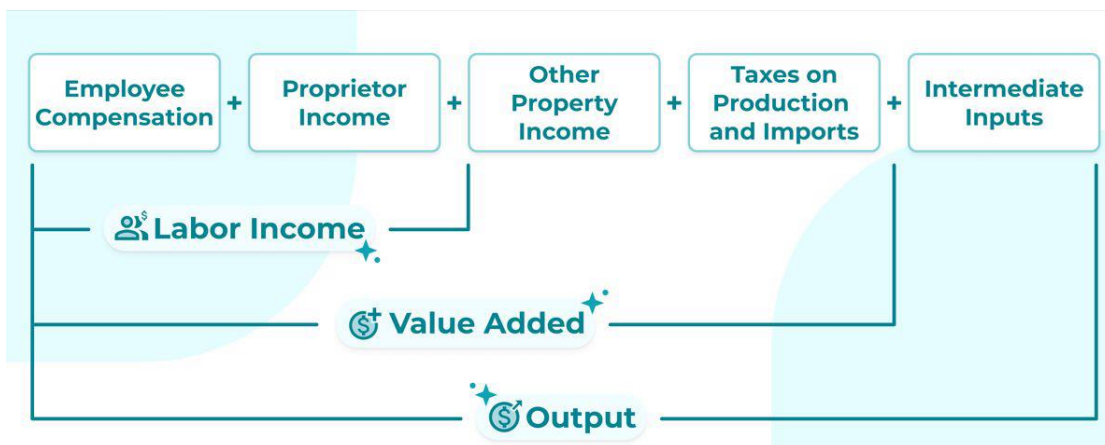 Employee
Compensation
+
Proprietor
Income
+
Other
Property
Income
+
Taxes on
Production
and Imports
+
Intermediate
Inputs
$ Labor Income
$+ Value Added
$ Output